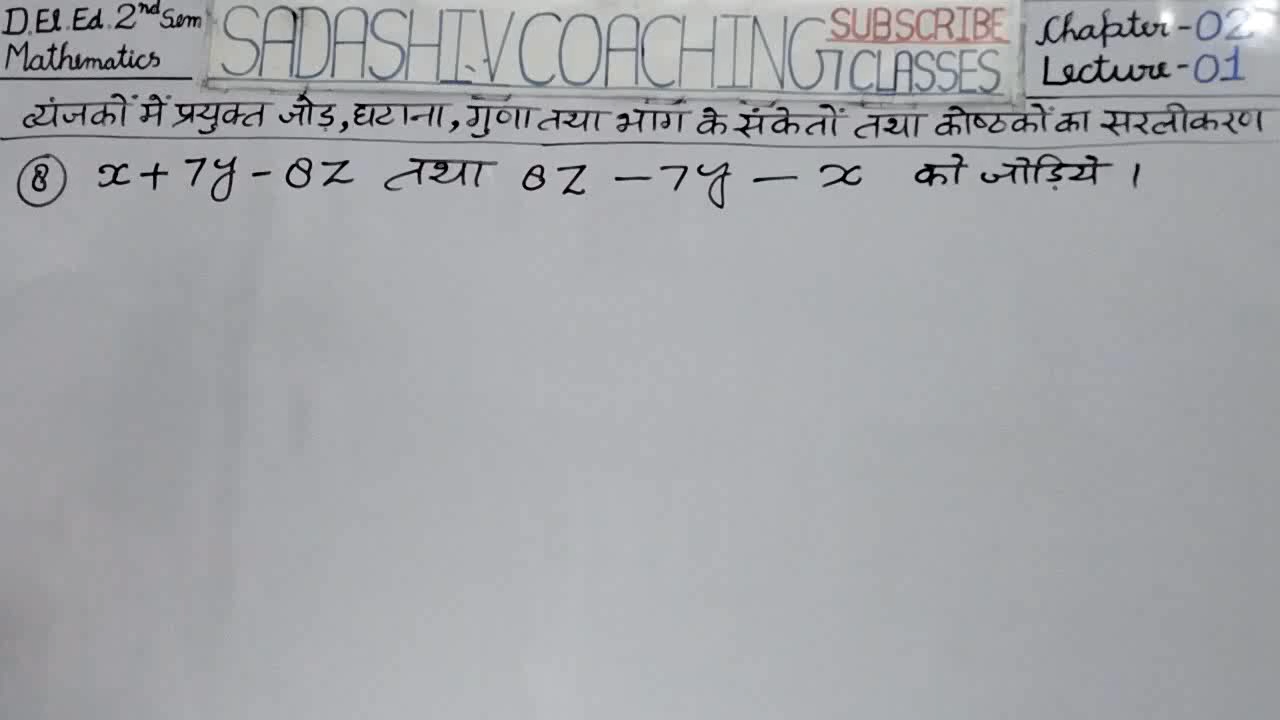 D.El.Ed. 2nd Sem
Mathematics
SADASHIV COACHING
SUBSCRIBE
CLASSES
Chapter - 02
Lecture - 01
व्यंजकों में प्रयुक्त जोड़, घटाना, गुणा तथा भाग के संकेतों तथा कोष्ठकों का सरलीकरण
⑧ x + 7y - 8z तथा 8z - 7y - x को जोड़िये ।